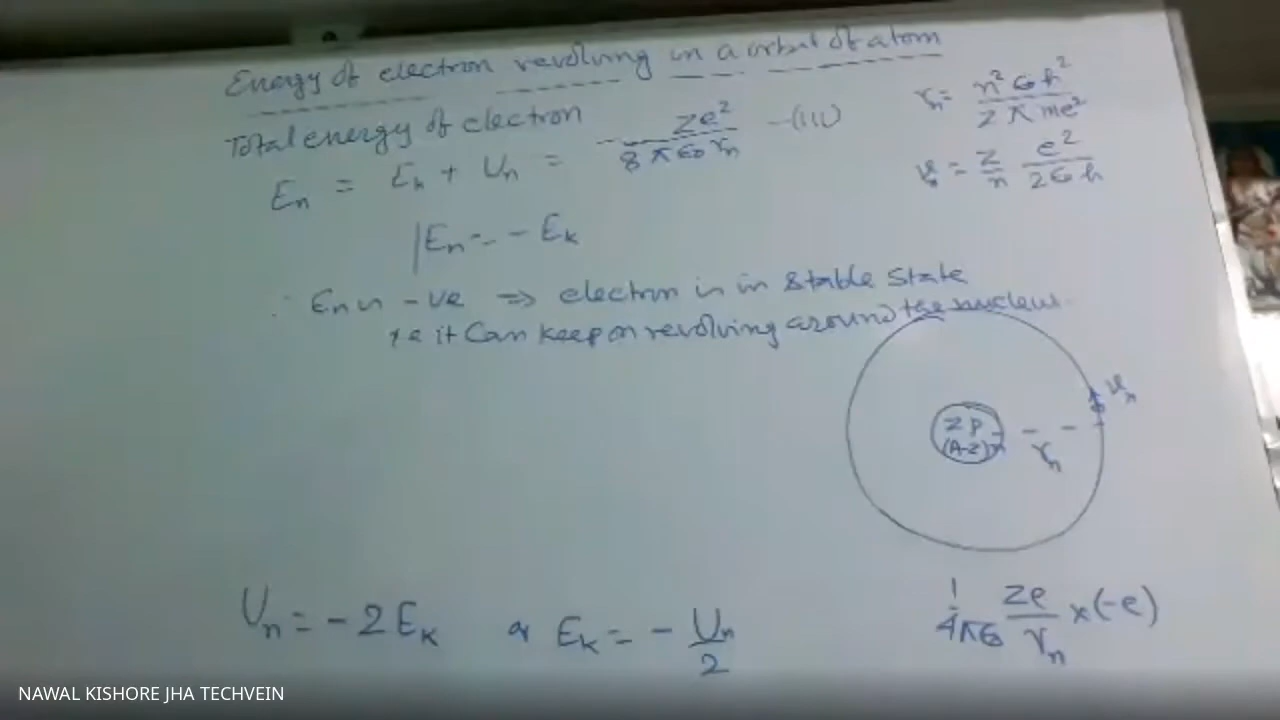 Energy of electron revolving in a orbit of atom
Total energy of electron
En = Ek + Un = - Ze²/8πε₀rn -(iii)
rn = n²ε₀h²/Zπme²
vn = Z/n e²/2ε₀h
|En = - Ek
∴ En is -ve ⇒ electron is in stable state
ie it can keep on revolving around the nucleus.
vn
Zp
(A-Z)n
rn
Un = -2Ek or Ek = - Un/2
1/4πε₀ Ze/rn x(-e)
NAWAL KISHORE JHA TECHVEIN